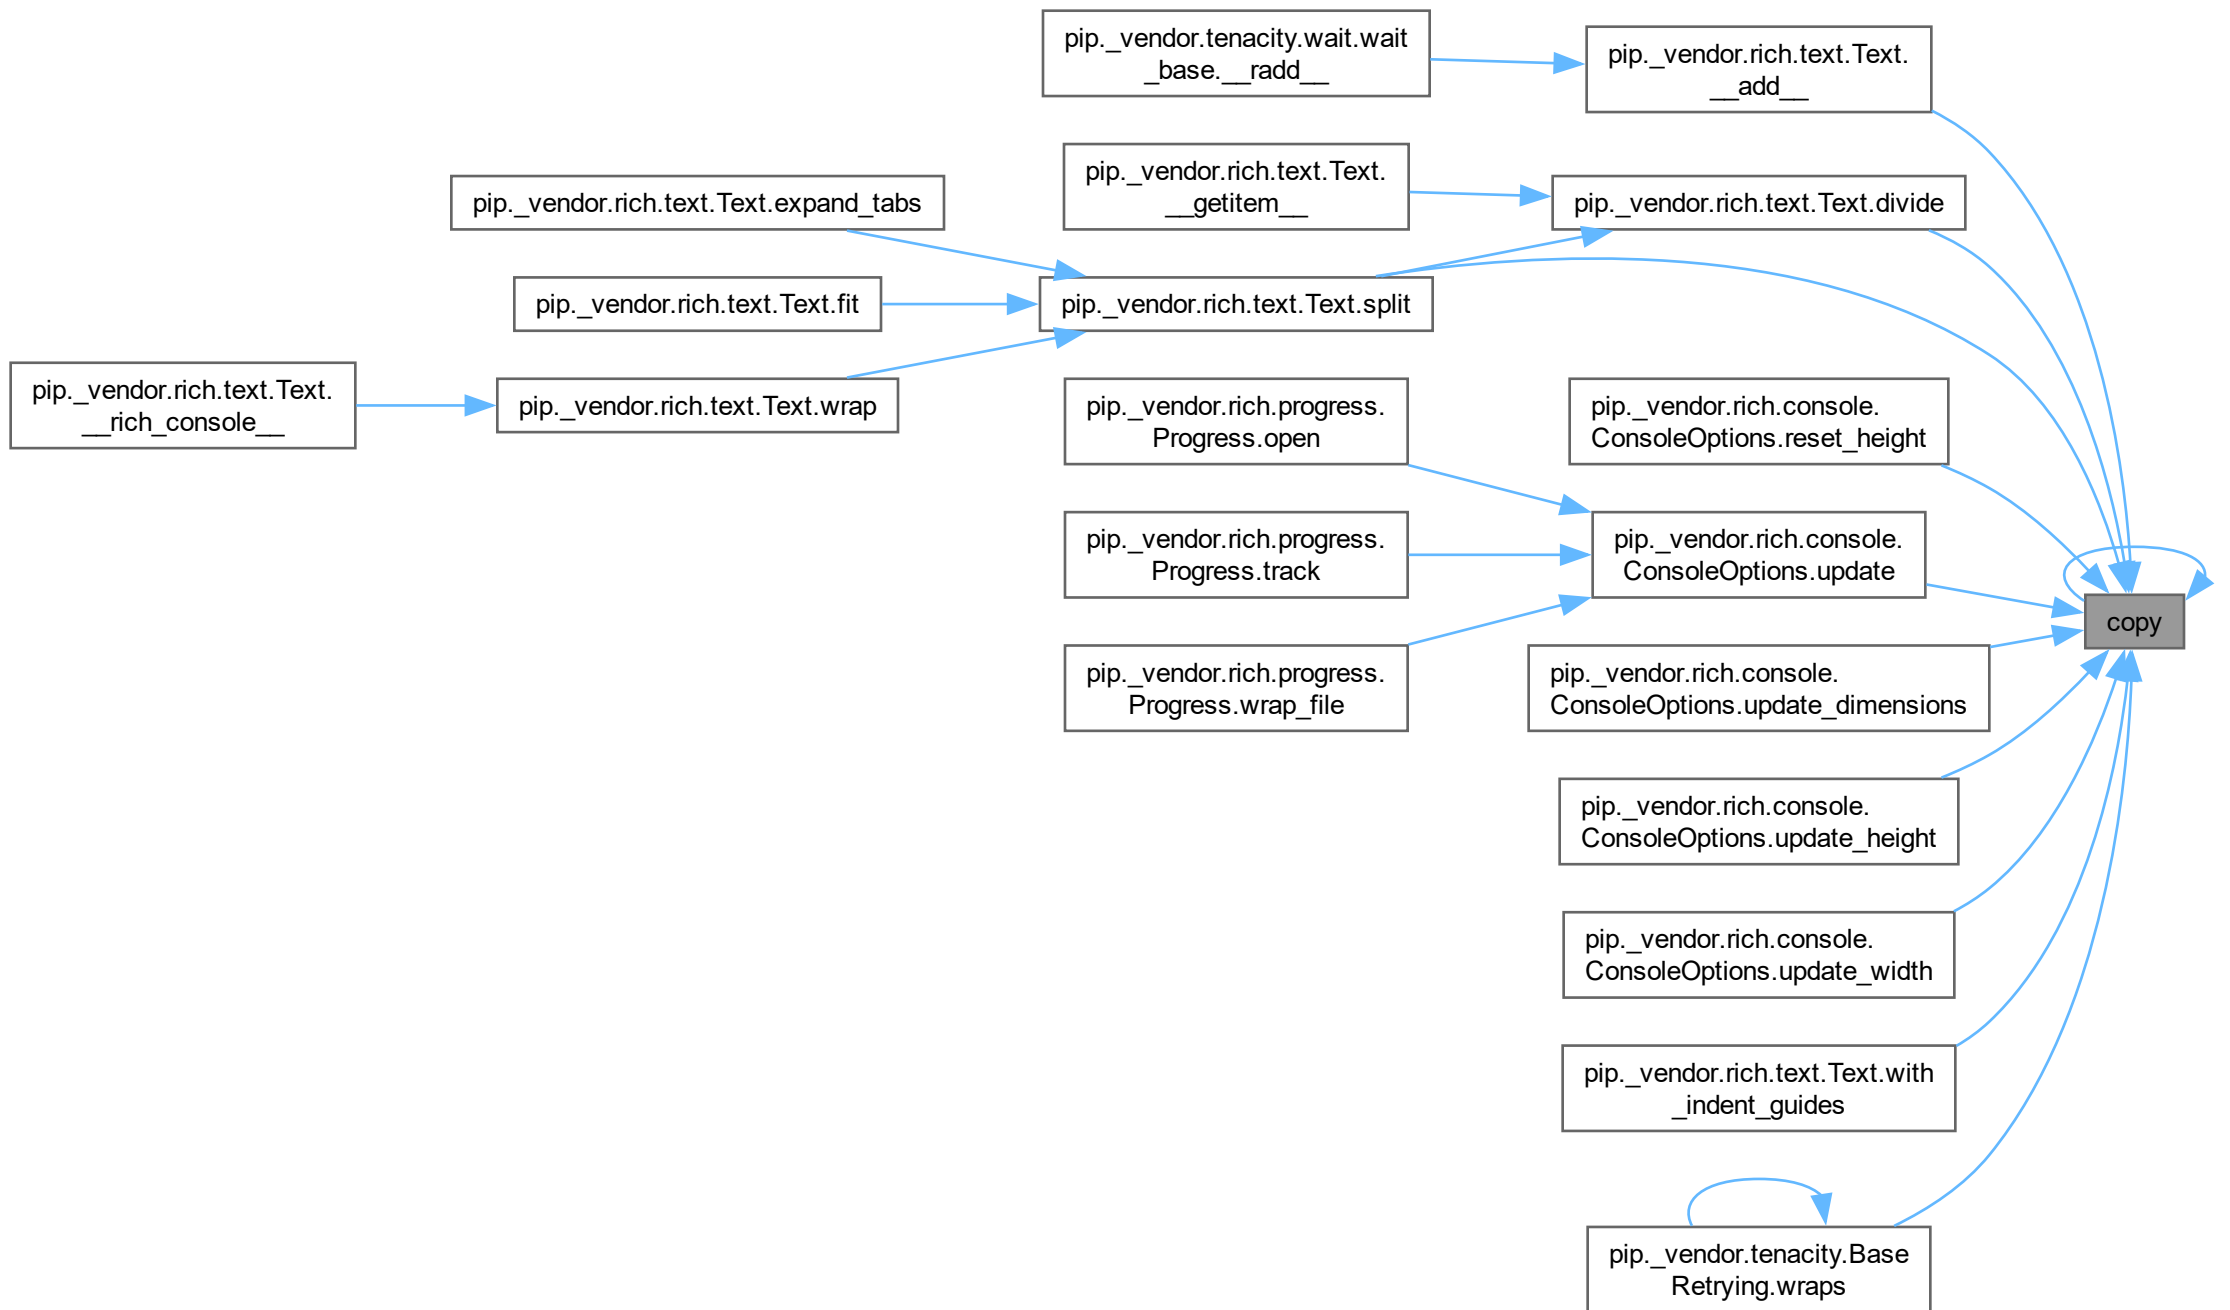 pip._vendor.tenacity.wait.wait
_base.__radd__
pip._vendor.rich.text.Text.
__add__
pip._vendor.rich.text.Text.
__getitem__
pip._vendor.rich.text.Text.divide
pip._vendor.rich.text.Text.expand_tabs
pip._vendor.rich.text.Text.fit
pip._vendor.rich.text.Text.split
pip._vendor.rich.text.Text.
__rich_console__
pip._vendor.rich.text.Text.wrap
pip._vendor.rich.progress.
Progress.open
pip._vendor.rich.console.
ConsoleOptions.reset_height
pip._vendor.rich.progress.
Progress.track
pip._vendor.rich.console.
ConsoleOptions.update
copy
pip._vendor.rich.progress.
Progress.wrap_file
pip._vendor.rich.console.
ConsoleOptions.update_dimensions
pip._vendor.rich.console.
ConsoleOptions.update_height
pip._vendor.rich.console.
ConsoleOptions.update_width
pip._vendor.rich.text.Text.with
_indent_guides
pip._vendor.tenacity.Base
Retrying.wraps